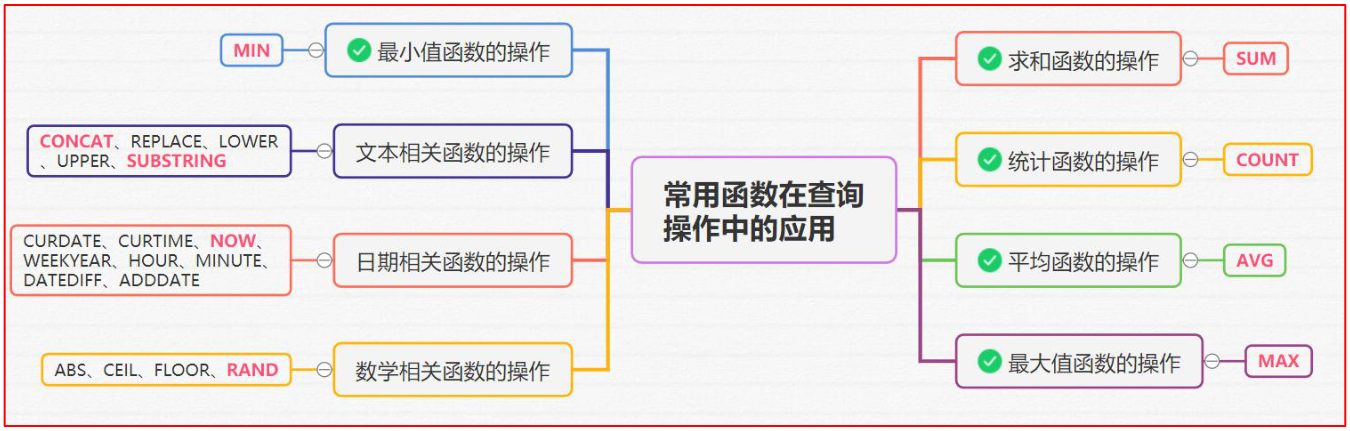 常用函数在查询
操作中的应用
求和函数的操作
SUM
统计函数的操作
COUNT
平均函数的操作
AVG
最大值函数的操作
MAX
最小值函数的操作
MIN
文本相关函数的操作
CONCAT、REPLACE、LOWER
、UPPER、SUBSTRING
日期相关函数的操作
CURDATE、CURTIME、NOW、
WEEKYEAR、HOUR、MINUTE、
DATEDIFF、ADDDATE
数学相关函数的操作
ABS、CEIL、FLOOR、RAND